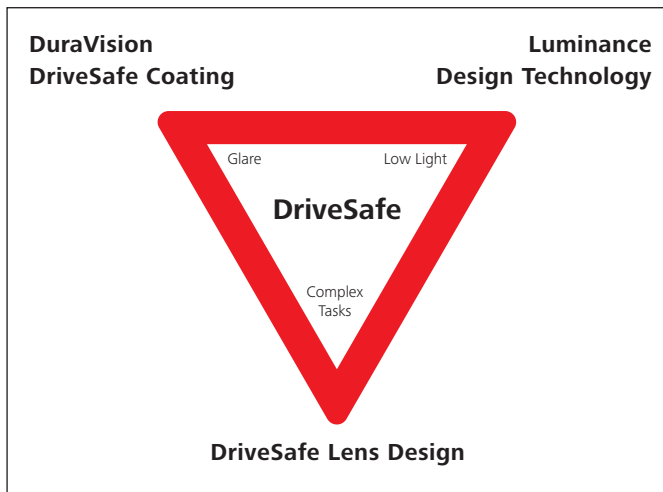 DuraVision
DriveSafe Coating
Luminance
Design Technology
Glare
Low Light
DriveSafe
Complex
Tasks
DriveSafe Lens Design